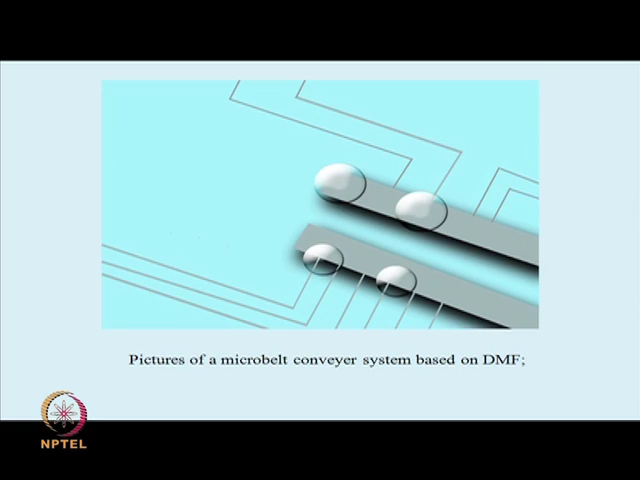 Pictures of a microbelt conveyer system based on DMF;
NPTEL